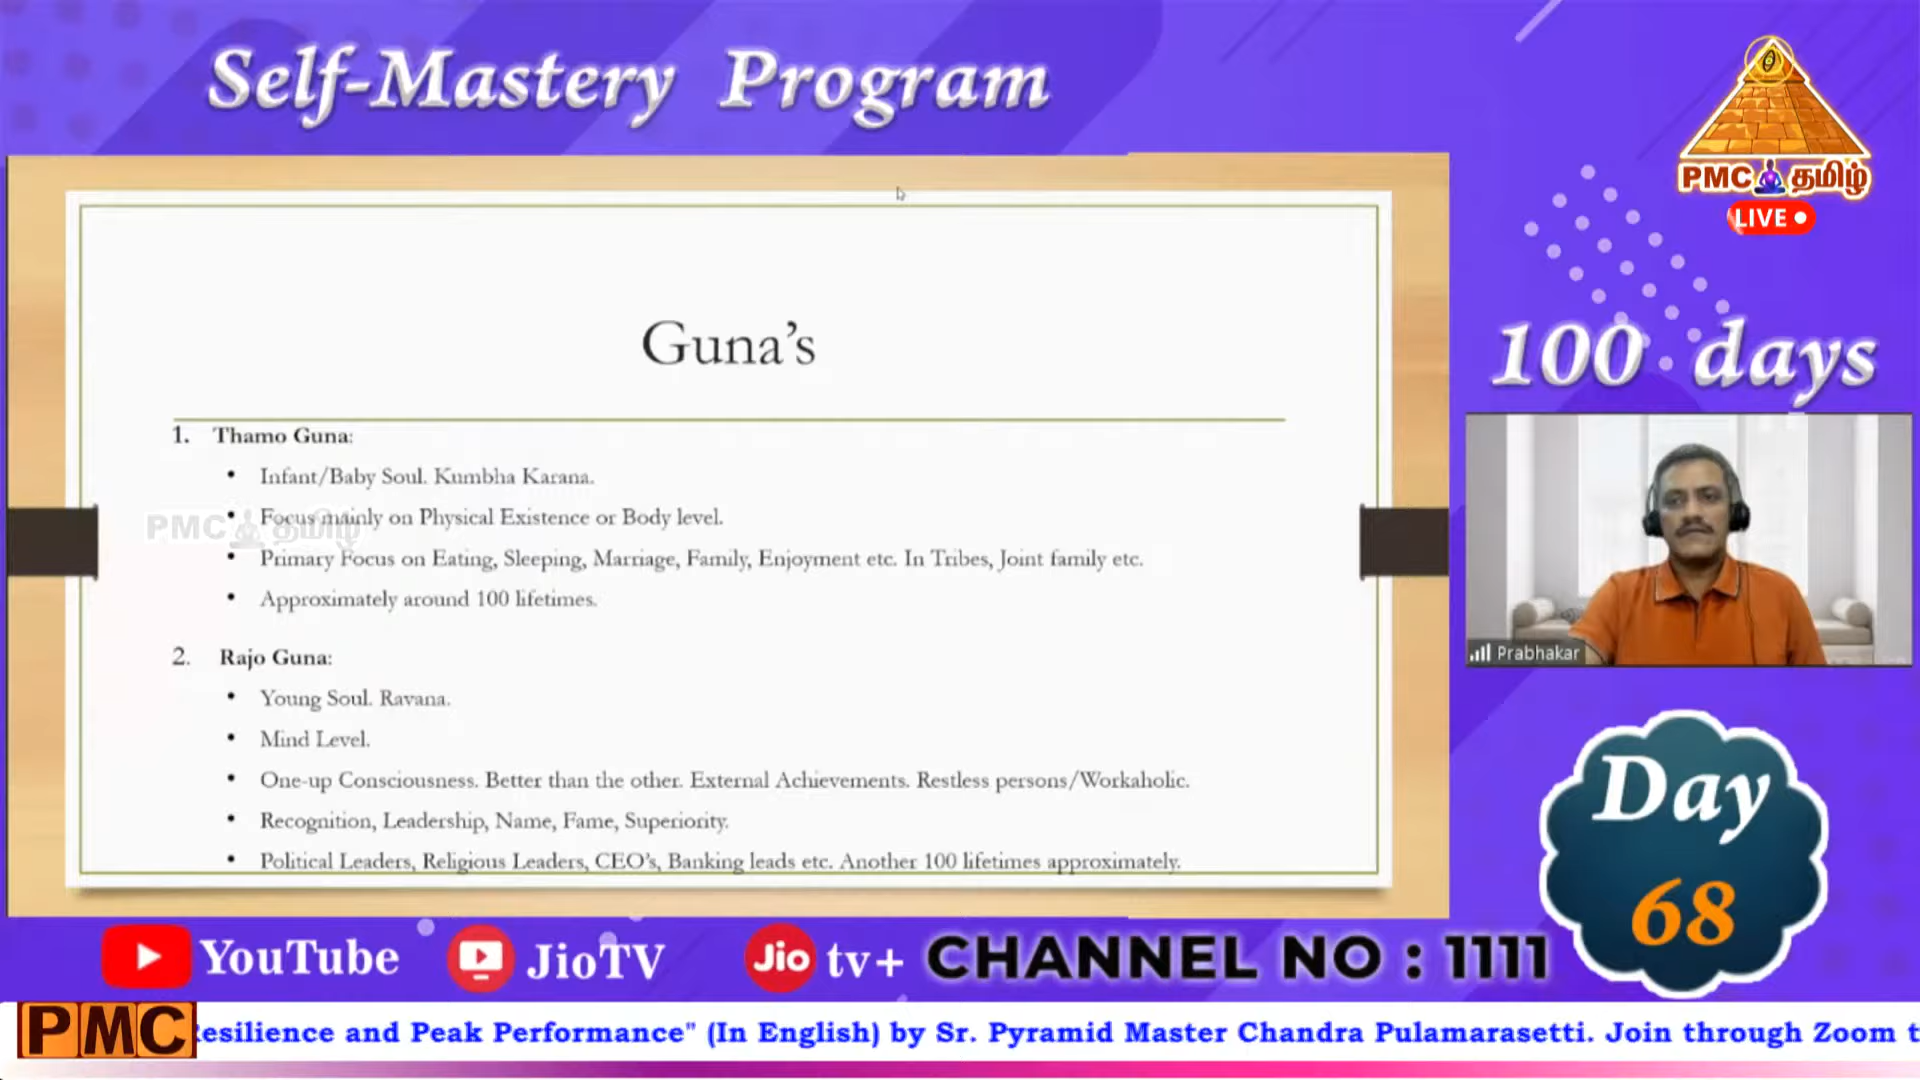 Self-Mastery Program
PMC தமிழ்
LIVE
Guna's
1. Thamo Guna:
• Infant/Baby Soul. Kumbha Karana.
• Focus mainly on Physical Existence or Body level.
• Primary Focus on Eating, Sleeping, Marriage, Family, Enjoyment etc. In Tribes, Joint family etc.
• Approximately around 100 lifetimes.
PMC தமிழ்
2. Rajo Guna:
• Young Soul. Ravana.
• Mind Level.
• One-up Consciousness. Better than the other. External Achievements. Restless persons/Workaholic.
• Recognition, Leadership, Name, Fame, Superiority.
• Political Leaders, Religious Leaders, CEO's, Banking leads etc. Another 100 lifetimes approximately.
100 days
Prabhakar
Day
68
YouTube JioTV Jio tv+ CHANNEL NO : 1111
PMC esilience and Peak Performance" (In English) by Sr. Pyramid Master Chandra Pulamarasetti. Join through Zoom t